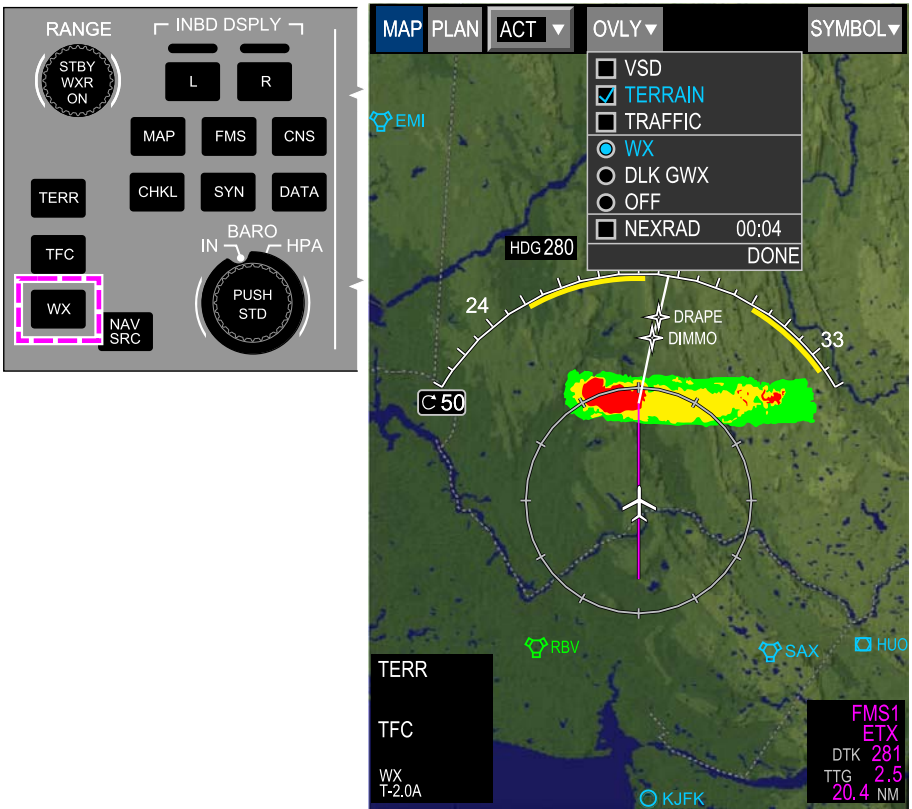 RANGE
INBD DSPLY
STBY
WXR
ON
L
R
MAP
FMS
CNS
CHKL
SYN
DATA
TERR
TFC
WX
NAV
SRC
BARO
IN
HPA
PUSH
STD
MAP
PLAN
ACT
OVLY
SYMBOL
VSD
TERRAIN
TRAFFIC
WX
DLK GWX
OFF
NEXRAD 00:04
DONE
EMI
HDG 280
24
33
DRAPE
DIMMO
50
RBV
SAX
HUO
KJFK
TERR
TFC
WX
T-2.0A
FMS1
ETX
DTK 281
TTG 2.5
20.4 NM